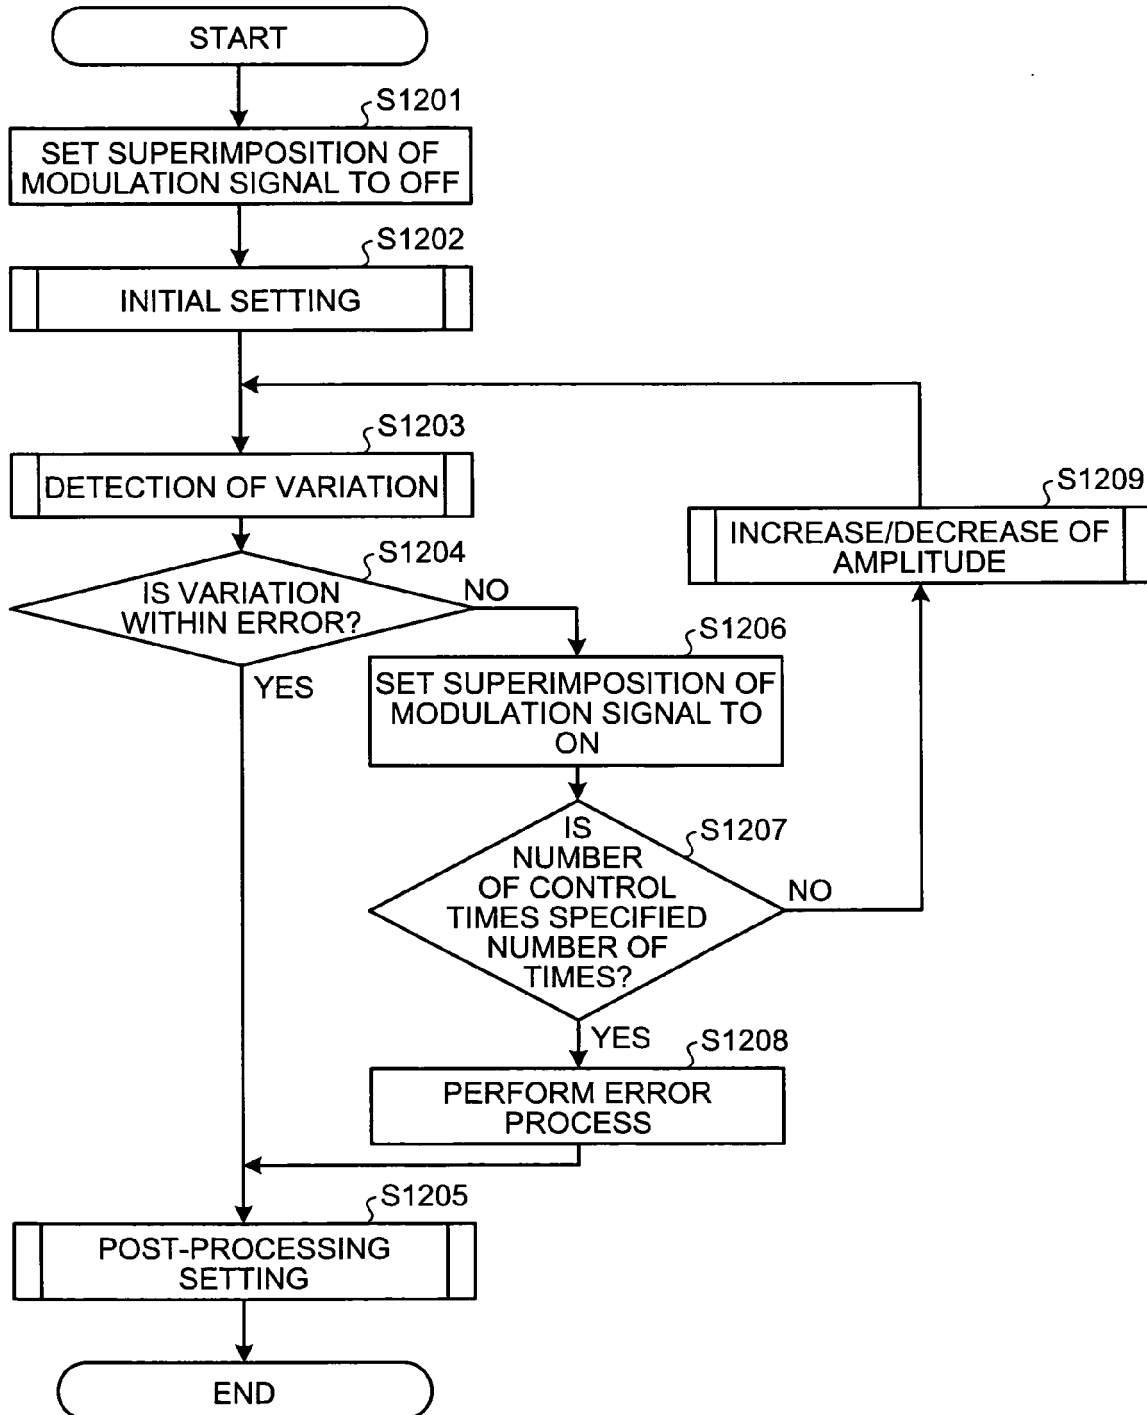 START
S1201
SET SUPERIMPOSITION OF
MODULATION SIGNAL TO OFF
S1202
INITIAL SETTING
S1203
DETECTION OF VARIATION
S1204
IS VARIATION
WITHIN ERROR?
NO
YES
S1209
INCREASE/DECREASE OF
AMPLITUDE
S1206
SET SUPERIMPOSITION OF
MODULATION SIGNAL TO
ON
S1207
IS
NUMBER
OF CONTROL
TIMES SPECIFIED
NUMBER OF
TIMES?
NO
YES
S1208
PERFORM ERROR
PROCESS
S1205
POST-PROCESSING
SETTING
END